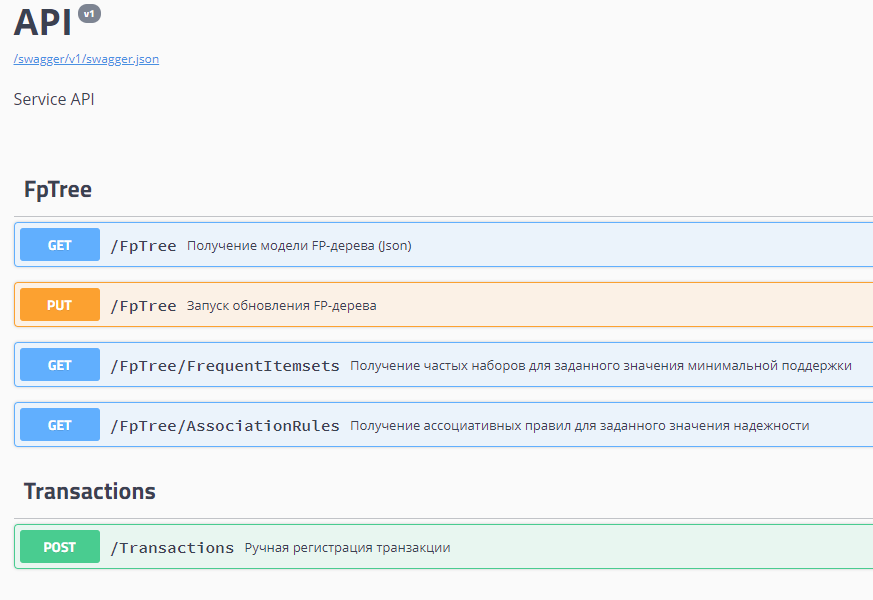 API v1
/swagger/v1/swagger.json
Service API
FpTree
GET /FpTree Получение модели FP-дерева (Json)
PUT /FpTree Запуск обновления FP-дерева
GET /FpTree/FrequentItemsets Получение частых наборов для заданного значения минимальной поддержки
GET /FpTree/AssociationRules Получение ассоциативных правил для заданного значения надежности
Transactions
POST /Transactions Ручная регистрация транзакции